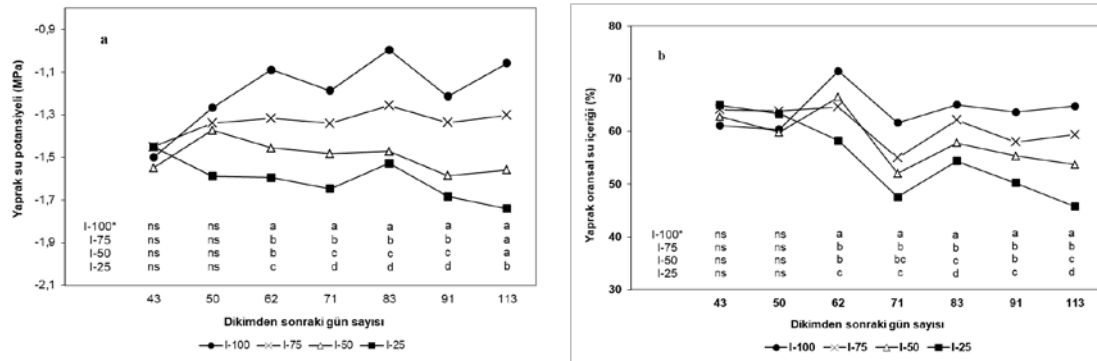 a
Yaprak su potansiyeli (MPa)
-0,9
-1,1
-1,3
-1,5
-1,7
-1,9
-2,1
I-100* ns ns a a a a a
I-75 ns ns b b b b a
I-50 ns ns b c c c a
I-25 ns ns c d d d b
43 50 62 71 83 91 113
Dikimden sonraki gün sayısı
I-100 I-75 I-50 I-25
b
Yaprak oransal su içeriği (%)
80
70
60
50
40
30
I-100* ns ns a a a a a
I-75 ns ns b b b b b
I-50 ns ns b bc c b c
I-25 ns ns c c d c d
43 50 62 71 83 91 113
Dikimden sonraki gün sayısı
I-100 I-75 I-50 I-25